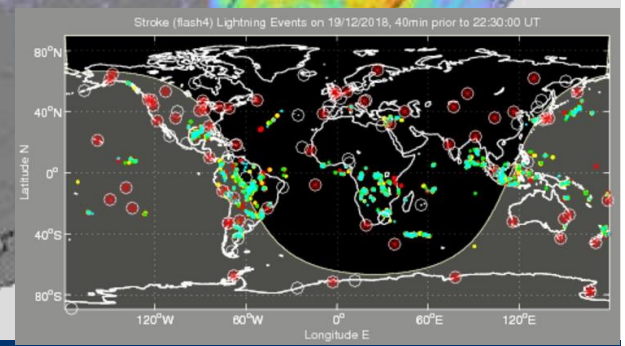 Stroke (flash4) Lightning Events on 19/12/2018, 40min prior to 22:30:00 UT
80°N
40°N
0°
40°S
80°S
Latitude N
120°W 60°W 0° 60°E 120°E
Longitude E